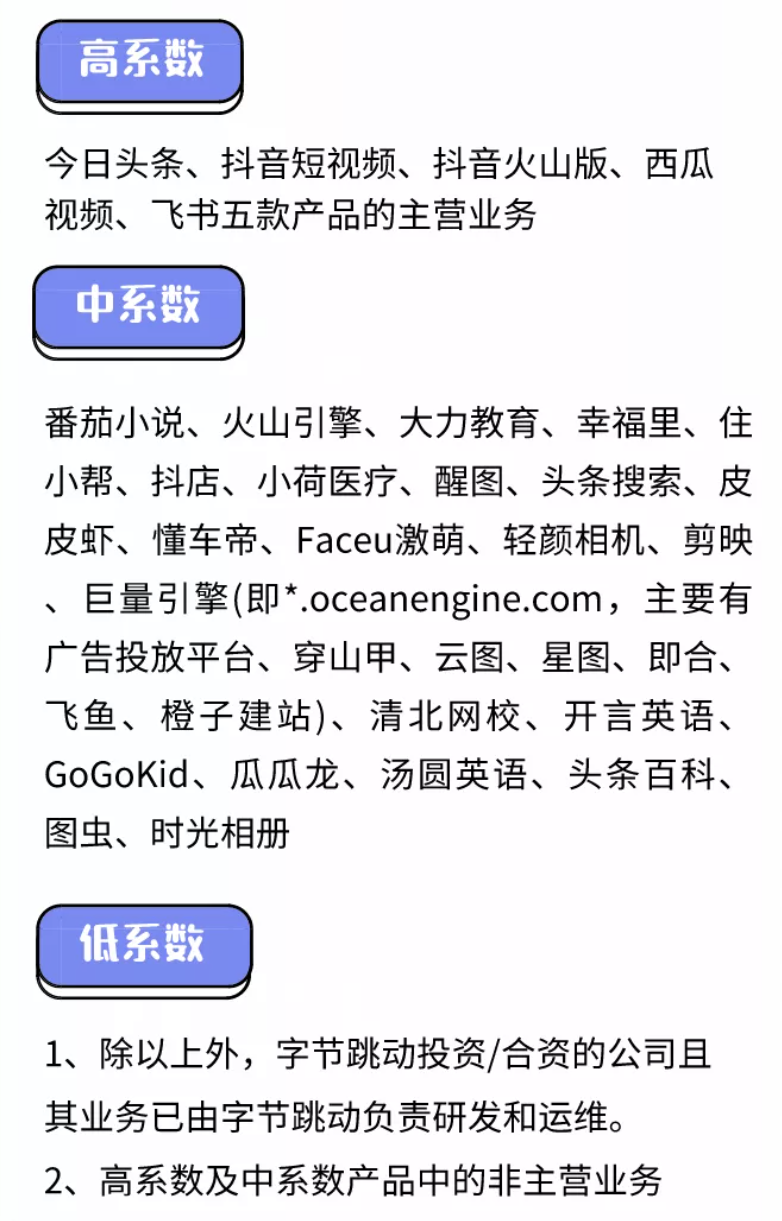 高系数
今日头条、抖音短视频、抖音火山版、西瓜
视频、飞书五款产品的主营业务
中系数
番茄小说、火山引擎、大力教育、幸福里、住
小帮、抖店、小荷医疗、醒图、头条搜索、皮
皮虾、懂车帝、Faceu激萌、轻颜相机、剪映
、巨量引擎(即*.oceanengine.com，主要有
广告投放平台、穿山甲、云图、星图、即合、
飞鱼、橙子建站)、清北网校、开言英语、
GoGoKid、瓜瓜龙、汤圆英语、头条百科、
图虫、时光相册
低系数
1、除以上外，字节跳动投资/合资的公司且
其业务已由字节跳动负责研发和运维。
2、高系数及中系数产品中的非主营业务